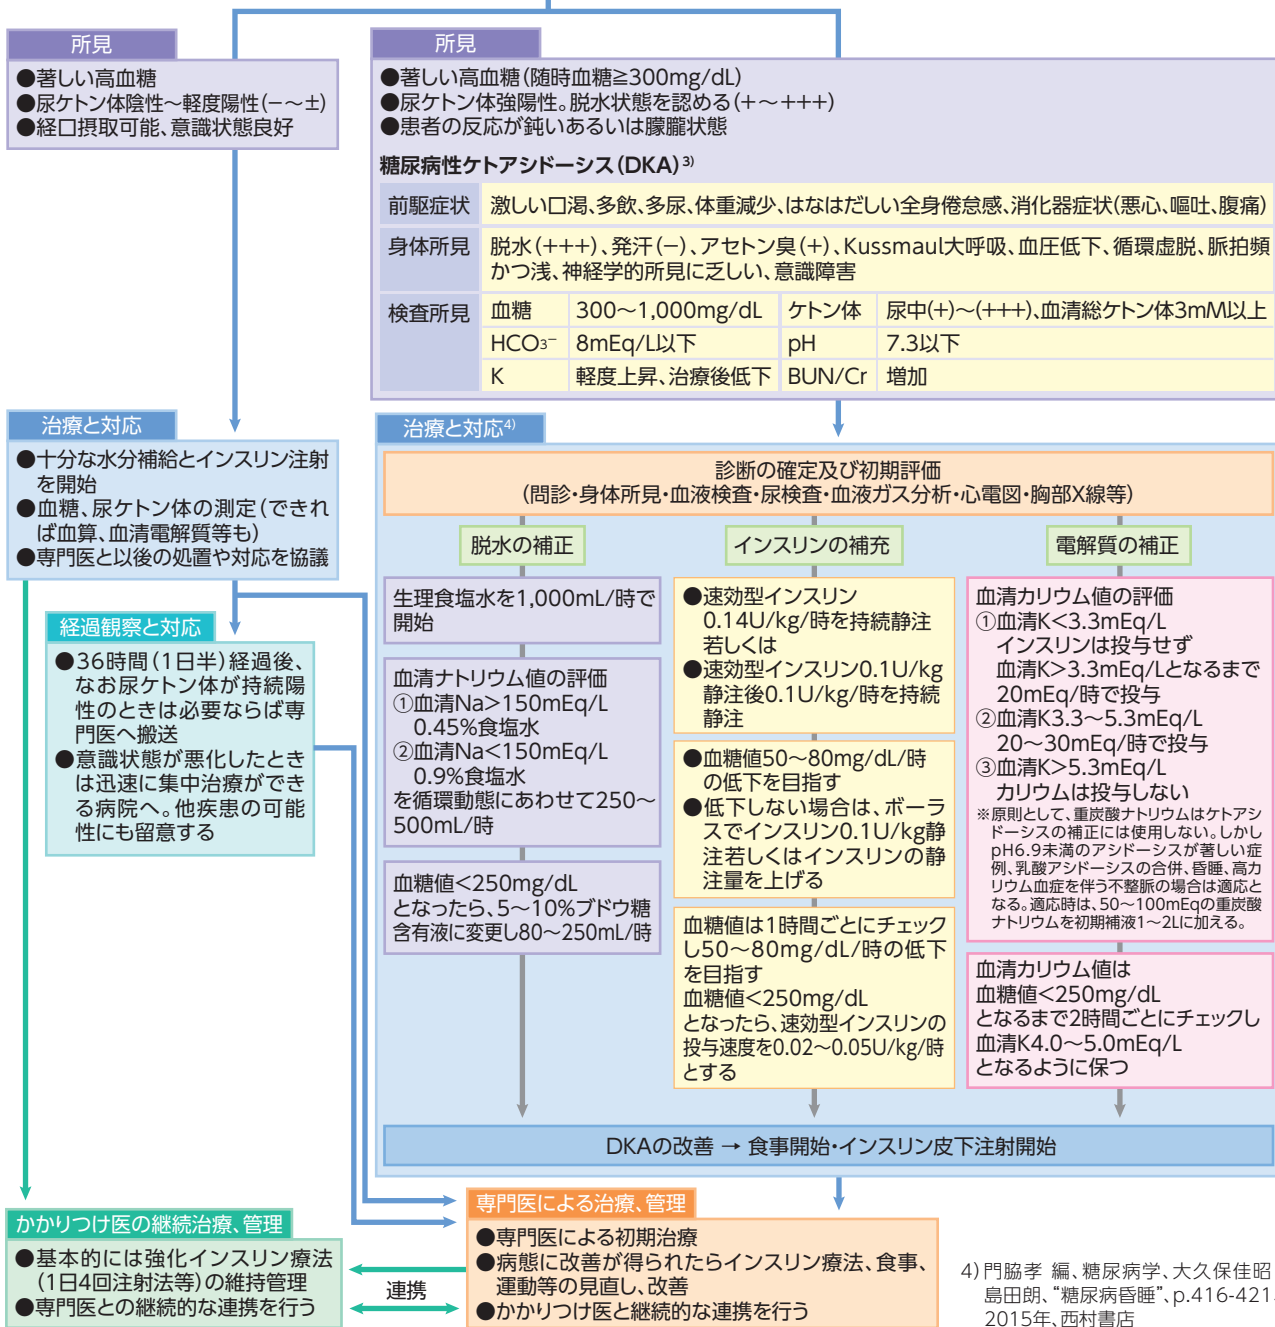 所見
●著しい高血糖
●尿ケトン体陰性～軽度陽性(－～±)
●経口摂取可能、意識状態良好
所見
●著しい高血糖(随時血糖≧300mg/dL)
●尿ケトン体強陽性。脱水状態を認める(+～+++)
●患者の反応が鈍いあるいは朦朧状態
糖尿病性ケトアシドーシス(DKA)3)
前駆症状 激しい口渇、多飲、多尿、体重減少、はなはだしい全身倦怠感、消化器症状(悪心、嘔吐、腹痛)
身体所見 脱水(+++)、発汗(－)、アセトン臭(+)、Kussmaul大呼吸、血圧低下、循環虚脱、脈拍頻
かつ浅、神経学的所見に乏しい、意識障害
検査所見 血糖 300～1,000mg/dL ケトン体 尿中(+)～(+++)、血清総ケトン体3mM以上
HCO3− 8mEq/L以下 pH 7.3以下
K 軽度上昇、治療後低下 BUN/Cr 増加
治療と対応
●十分な水分補給とインスリン注射
を開始
●血糖、尿ケトン体の測定(できれ
ば血算、血清電解質等も)
●専門医と以後の処置や対応を協議
経過観察と対応
●36時間(1日半)経過後、
なお尿ケトン体が持続陽
性のときは必要ならば専
門医へ搬送
●意識状態が悪化したとき
は迅速に集中治療ができ
る病院へ。他疾患の可能
性にも留意する
治療と対応4)
診断の確定及び初期評価
(問診・身体所見・血液検査・尿検査・血液ガス分析・心電図・胸部X線等)
脱水の補正
生理食塩水を1,000mL/時で
開始
血清ナトリウム値の評価
①血清Na>150mEq/L
0.45%食塩水
②血清Na<150mEq/L
0.9%食塩水
を循環動態にあわせて250～
500mL/時
血糖値<250mg/dL
となったら、5～10%ブドウ糖
含有液に変更し80～250mL/時
インスリンの補充
●速効型インスリン
0.14U/kg/時を持続静注
若しくは
●速効型インスリン0.1U/kg
静注後0.1U/kg/時を持続
静注
●血糖値50～80mg/dL/時
の低下を目指す
●低下しない場合は、ボーラ
スでインスリン0.1U/kg静
注若しくはインスリンの静
注量を上げる
血糖値は1時間ごとにチェック
し50～80mg/dL/時の低下
を目指す
血糖値<250mg/dL
となったら、速効型インスリンの
投与速度を0.02～0.05U/kg/時
とする
電解質の補正
血清カリウム値の評価
①血清K<3.3mEq/L
インスリンは投与せず
血清K>3.3mEq/Lとなるまで
20mEq/時で投与
②血清K3.3～5.3mEq/L
20～30mEq/時で投与
③血清K>5.3mEq/L
カリウムは投与しない
※原則として、重炭酸ナトリウムはケトアシ
ドーシスの補正には使用しない。しかし
pH6.9未満のアシドーシスが著しい症
例、乳酸アシドーシスの合併、昏睡、高カ
リウム血症を伴う不整脈の場合は適応と
なる。適応時は、50～100mEqの重炭酸
ナトリウムを初期補液1～2Lに加える。
血清カリウム値は
血糖値<250mg/dL
となるまで2時間ごとにチェックし
血清K4.0～5.0mEq/L
となるように保つ
DKAの改善 → 食事開始・インスリン皮下注射開始
かかりつけ医の継続治療、管理
●基本的には強化インスリン療法
(1日4回注射法等)の維持管理
●専門医との継続的な連携を行う
連携
専門医による治療、管理
●専門医による初期治療
●病態に改善が得られたらインスリン療法、食事、
運動等の見直し、改善
●かかりつけ医と継続的な連携を行う
4)門脇孝 編、糖尿病学、大久保佳昭
島田朗、“糖尿病昏睡”、p.416-421.
2015年、西村書店